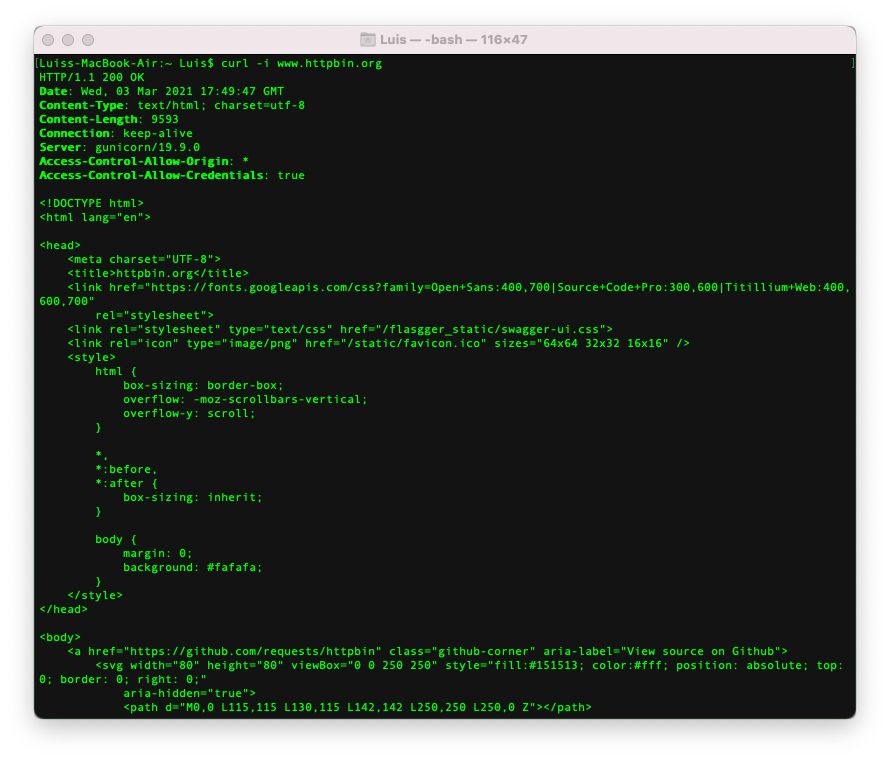 Luis — -bash — 116×47
[Luiss-MacBook-Air:~ Luis$ curl -i www.httpbin.org ]
HTTP/1.1 200 OK
Date: Wed, 03 Mar 2021 17:49:47 GMT
Content-Type: text/html; charset=utf-8
Content-Length: 9593
Connection: keep-alive
Server: gunicorn/19.9.0
Access-Control-Allow-Origin: *
Access-Control-Allow-Credentials: true

<!DOCTYPE html>
<html lang="en">

<head>
    <meta charset="UTF-8">
    <title>httpbin.org</title>
    <link href="https://fonts.googleapis.com/css?family=Open+Sans:400,700|Source+Code+Pro:300,600|Titillium+Web:400,
600,700"
        rel="stylesheet">
    <link rel="stylesheet" type="text/css" href="/flasgger_static/swagger-ui.css">
    <link rel="icon" type="image/png" href="/static/favicon.ico" sizes="64x64 32x32 16x16" />
    <style>
        html {
            box-sizing: border-box;
            overflow: -moz-scrollbars-vertical;
            overflow-y: scroll;
        }

        *,
        *:before,
        *:after {
            box-sizing: inherit;
        }

        body {
            margin: 0;
            background: #fafafa;
        }
    </style>
</head>

<body>
    <a href="https://github.com/requests/httpbin" class="github-corner" aria-label="View source on Github">
        <svg width="80" height="80" viewBox="0 0 250 250" style="fill:#151513; color:#fff; position: absolute; top:
0; border: 0; right: 0;"
            aria-hidden="true">
            <path d="M0,0 L115,115 L130,115 L142,142 L250,250 L250,0 Z"></path>